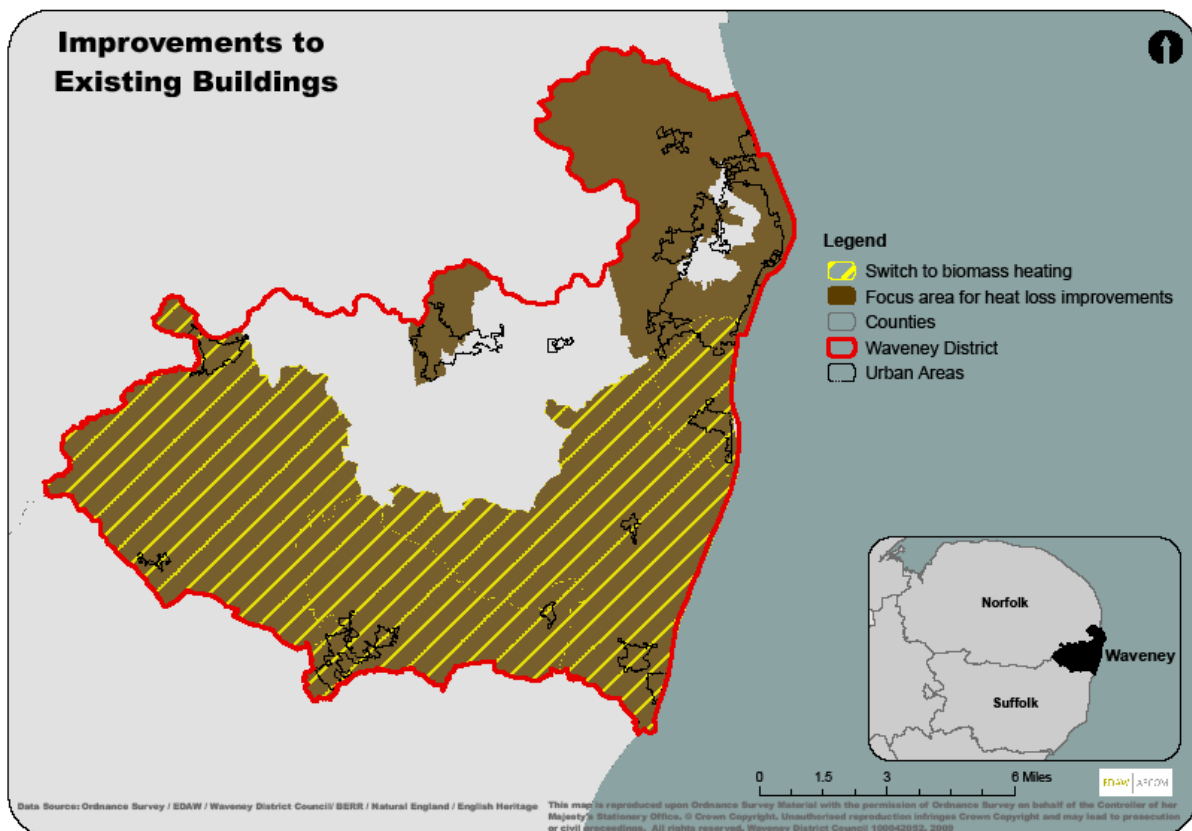 Improvements to
Existing Buildings
Legend
Switch to biomass heating
Focus area for heat loss improvements
Counties
Waveney District
Urban Areas
Norfolk
Waveney
Suffolk
0 1.5 3 6 Miles
EDAW AECOM
Data Source: Ordnance Survey / EDAW / Waveney District Council/ BERR / Natural England / English Heritage
This map is reproduced upon Ordnance Survey Material with the permission of Ordnance Survey on behalf of the Controller of her
Majesty's Stationery Office. © Crown Copyright. Unauthorised reproduction infringes Crown Copyright and may lead to prosecution
or civil proceedings. All rights reserved. Waveney District Council 100042052, 2009